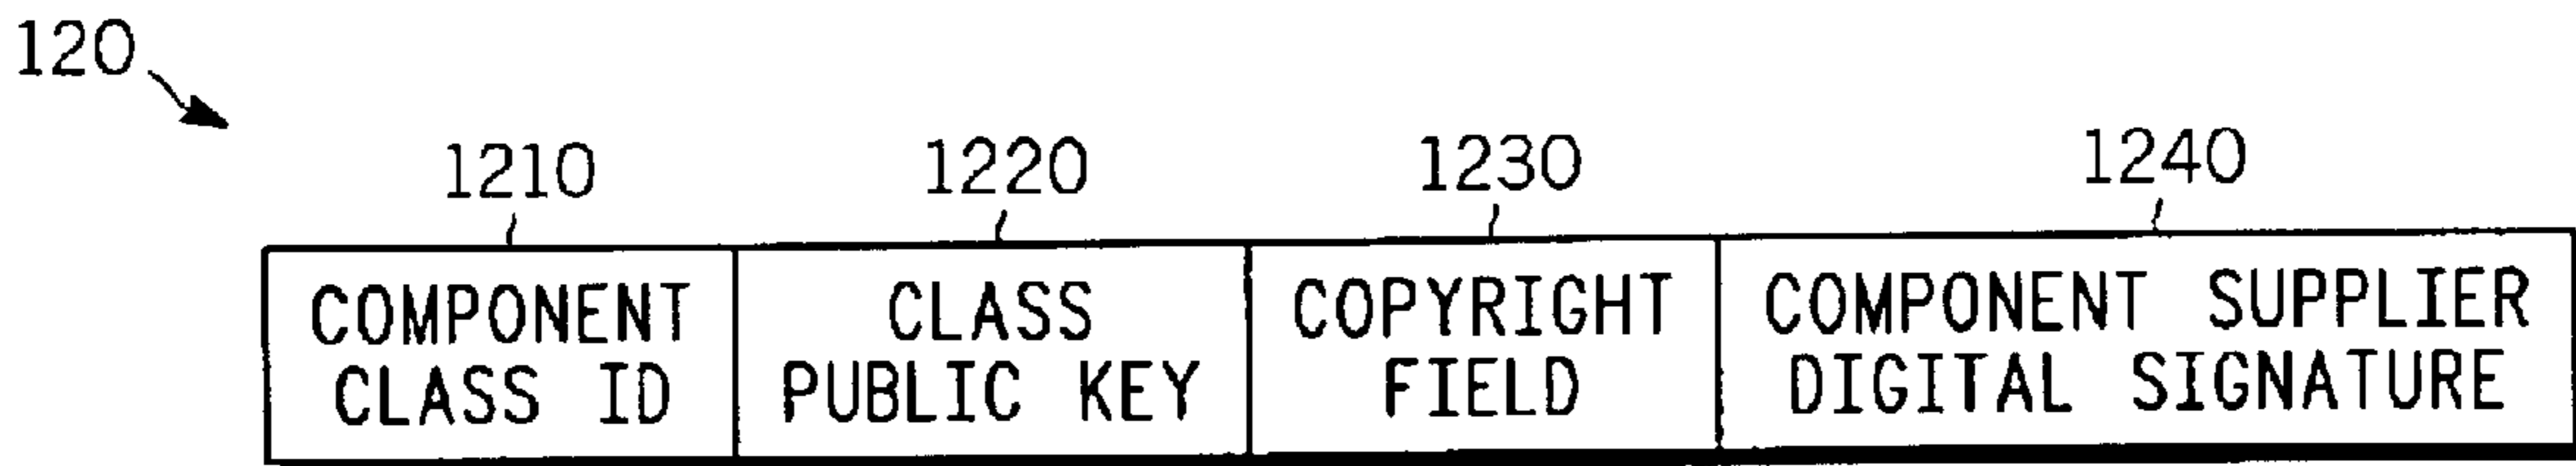 120
1210 1220 1230 1240
COMPONENT CLASS ID
CLASS PUBLIC KEY
COPYRIGHT FIELD
COMPONENT SUPPLIER DIGITAL SIGNATURE